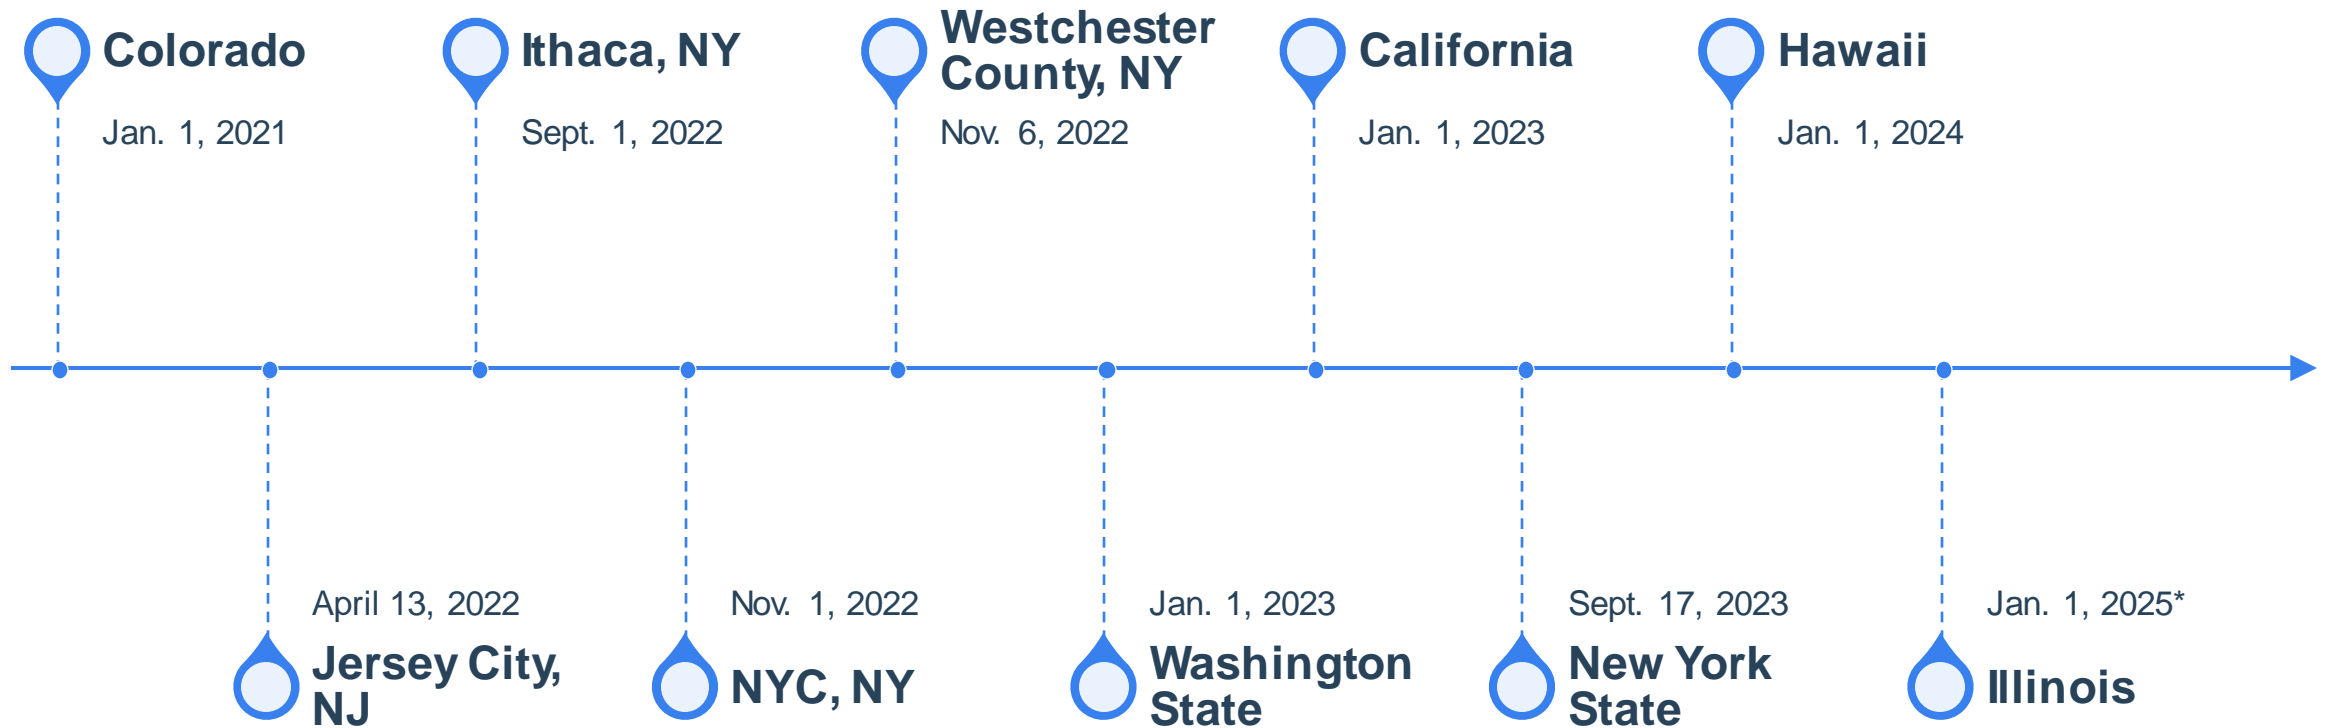 Colorado
Jan. 1, 2021
Ithaca, NY
Sept. 1, 2022
Westchester
County, NY
Nov. 6, 2022
California
Jan. 1, 2023
Hawaii
Jan. 1, 2024
April 13, 2022
Jersey City,
NJ
Nov. 1, 2022
NYC, NY
Jan. 1, 2023
Washington
State
Sept. 17, 2023
New York
State
Jan. 1, 2025*
Illinois